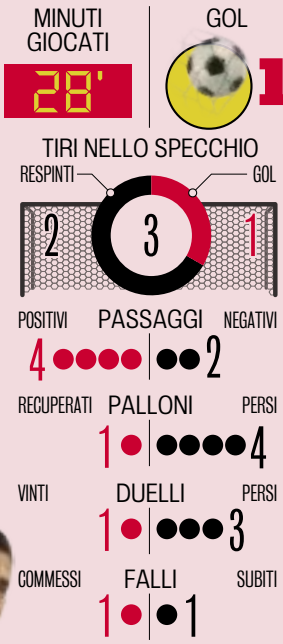 MINUTI GIOCATI
28'
GOL
1
TIRI NELLO SPECCHIO
RESPINTI GOL
2 3 1
POSITIVI PASSAGGI NEGATIVI
4 2
RECUPERATI PALLONI PERSI
1 4
VINTI DUELLI PERSI
1 3
COMMESSI FALLI SUBITI
1 1